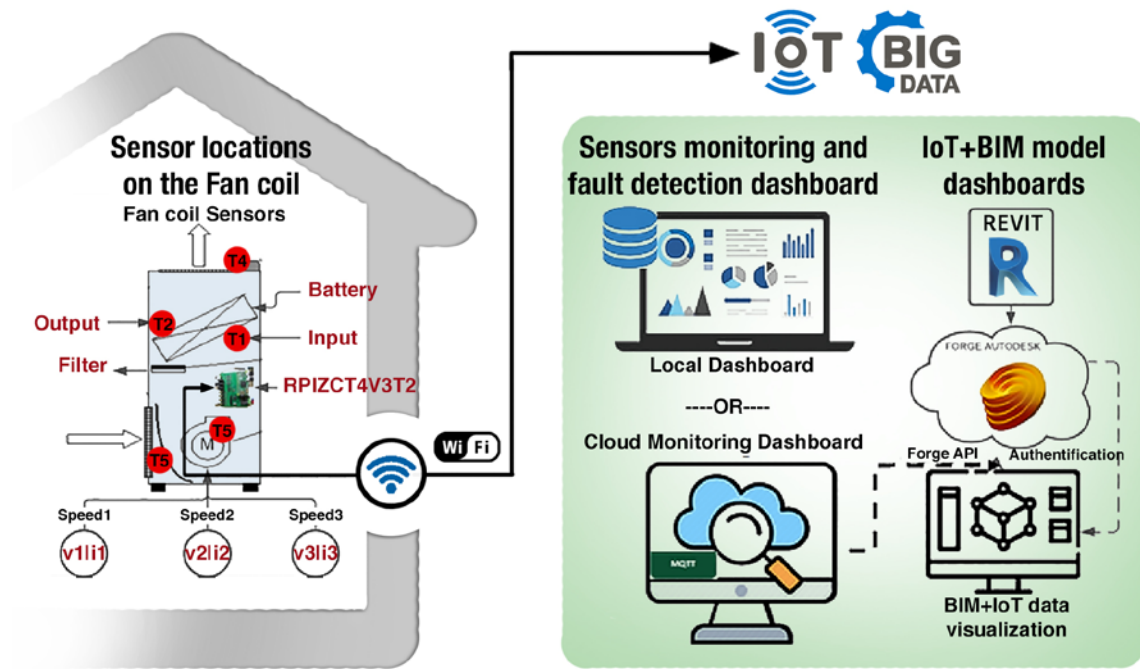 IoT BIG
DATA
Sensor locations
on the Fan coil
Fan coil Sensors
T4
Battery
Output
T2
T1
Input
Filter
RPIZCT4V3T2
M
T5
T5
Speed1
Speed2
Speed3
v1|i1
v2|i2
v3|i3
Wi Fi
Sensors monitoring and
fault detection dashboard
Local Dashboard
----OR----
Cloud Monitoring Dashboard
MQTT
IoT+BIM model
dashboards
REVIT
R
FORGE AUTODESK
Forge API
Authentification
BIM+IoT data
visualization